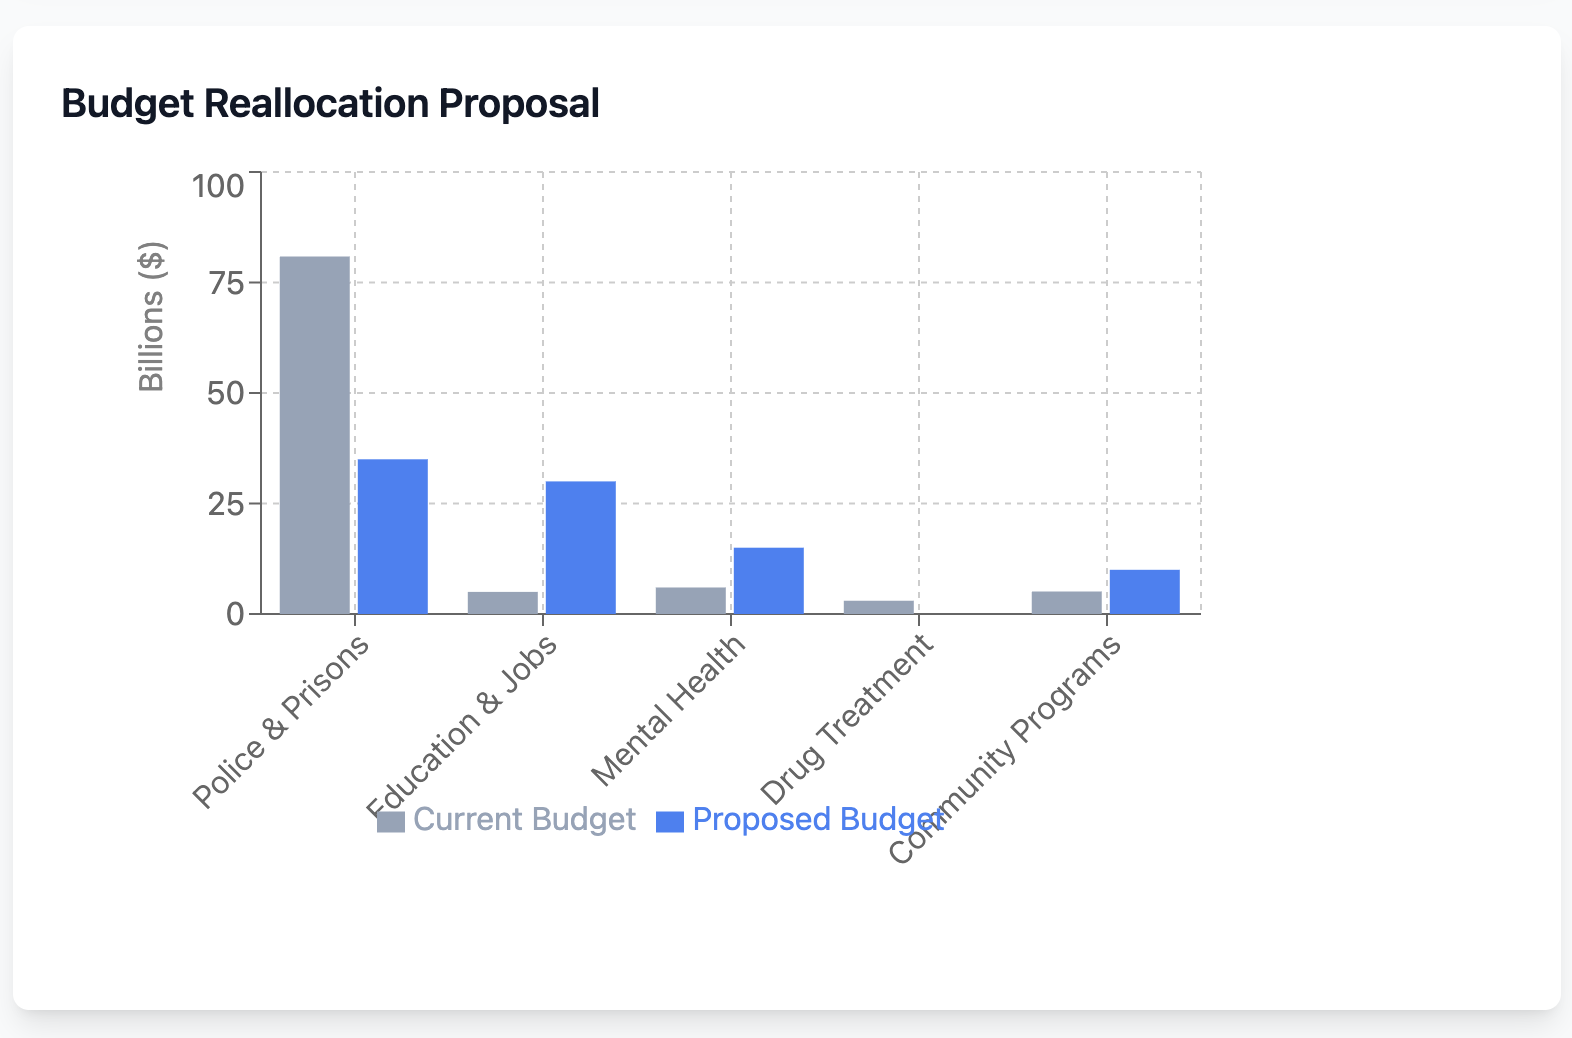 Budget Reallocation Proposal
100
75
50
25
0
Billions ($)
Police & Prisons
Education & Jobs
Mental Health
Drug Treatment
Community Programs
Current Budget
Proposed Budget